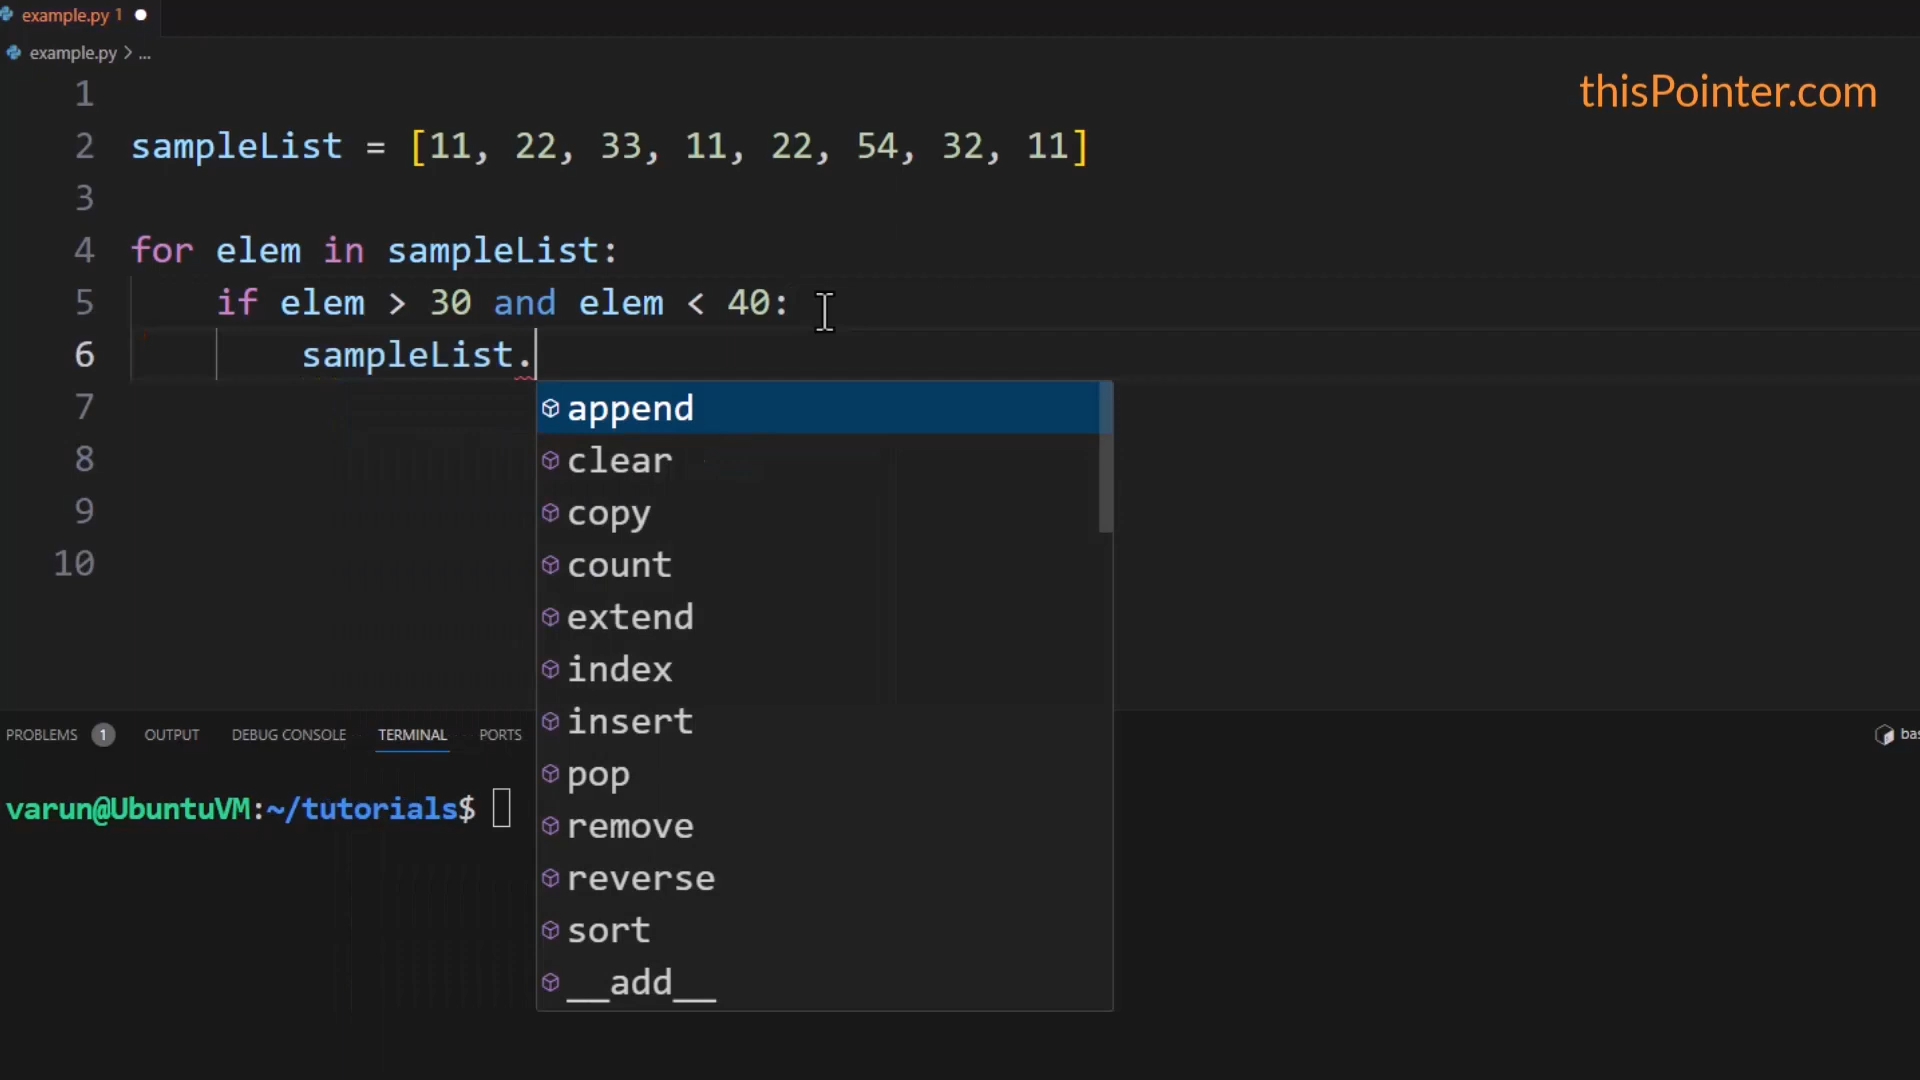 example.py 1
example.py > ...
thisPointer.com
1
2 sampleList = [11, 22, 33, 11, 22, 54, 32, 11]
3
4 for elem in sampleList:
5 if elem > 30 and elem < 40:
6 sampleList.
7
8
9
10
append
clear
copy
count
extend
index
insert
pop
remove
reverse
sort
__add__
PROBLEMS 1 OUTPUT DEBUG CONSOLE TERMINAL PORTS bas
varun@UbuntuVM:~/tutorials$